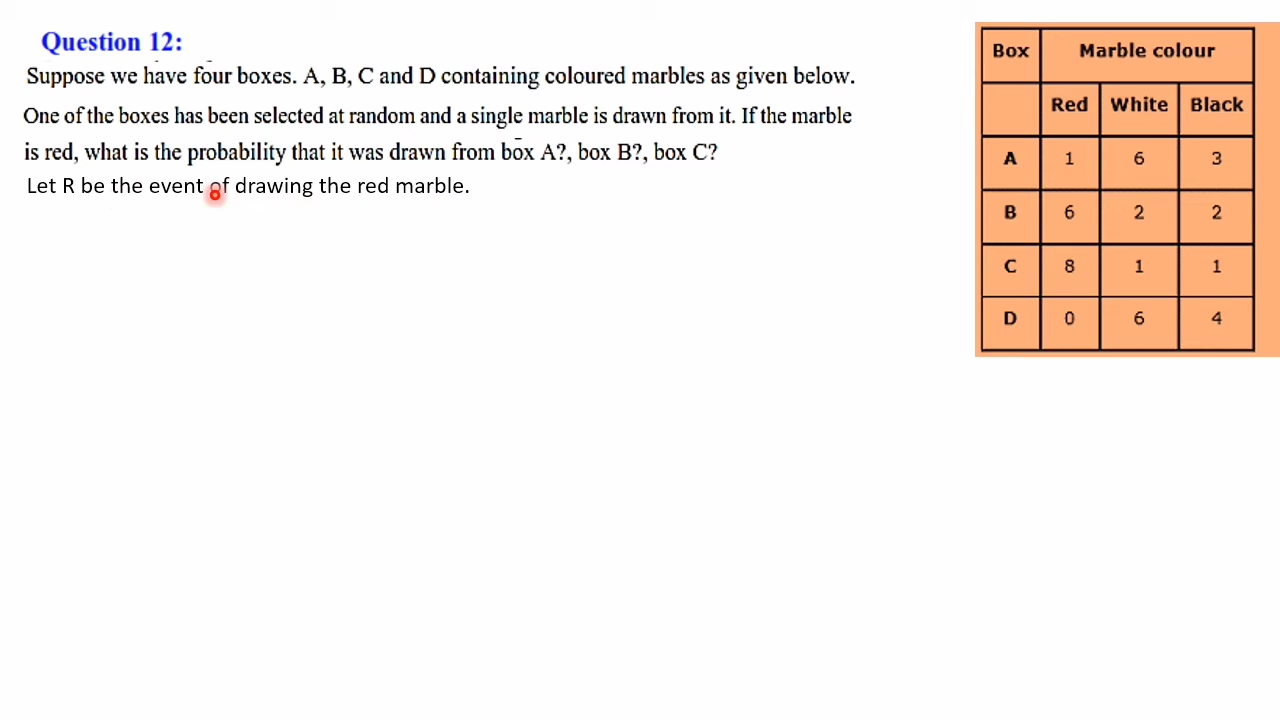 Question 12:
Suppose we have four boxes. A, B, C and D containing coloured marbles as given below.
One of the boxes has been selected at random and a single marble is drawn from it. If the marble
is red, what is the probability that it was drawn from box A?, box B?, box C?
Let R be the event of drawing the red marble.
Box Marble colour
Red White Black
A 1 6 3
B 6 2 2
C 8 1 1
D 0 6 4